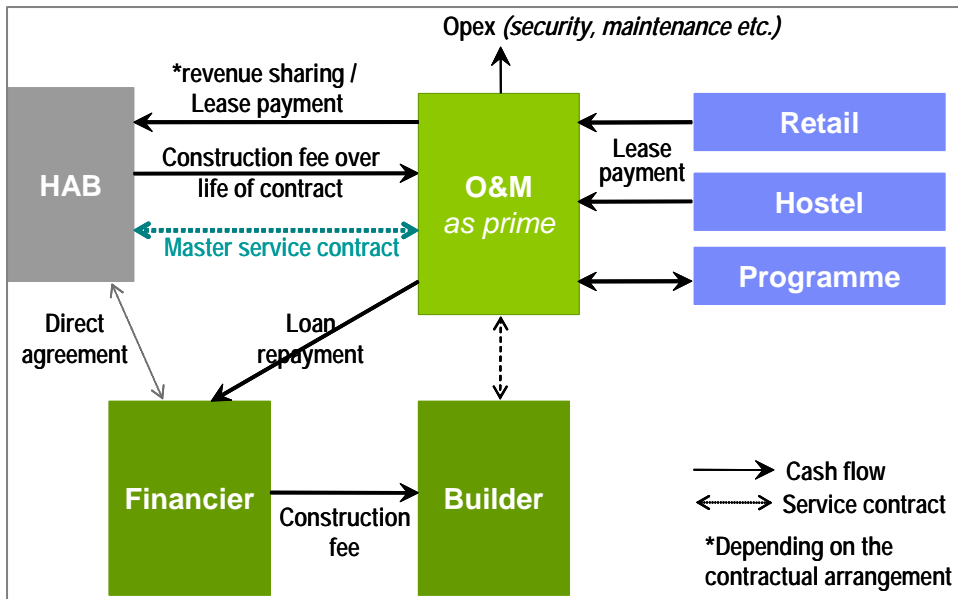 Opex (security, maintenance etc.)
*revenue sharing /
Lease payment
HAB
Construction fee over
life of contract
Master service contract
O&M
as prime
Lease
payment
Retail
Hostel
Programme
Direct
agreement
Loan
repayment
Financier
Construction
fee
Builder
Cash flow
Service contract
*Depending on the
contractual arrangement